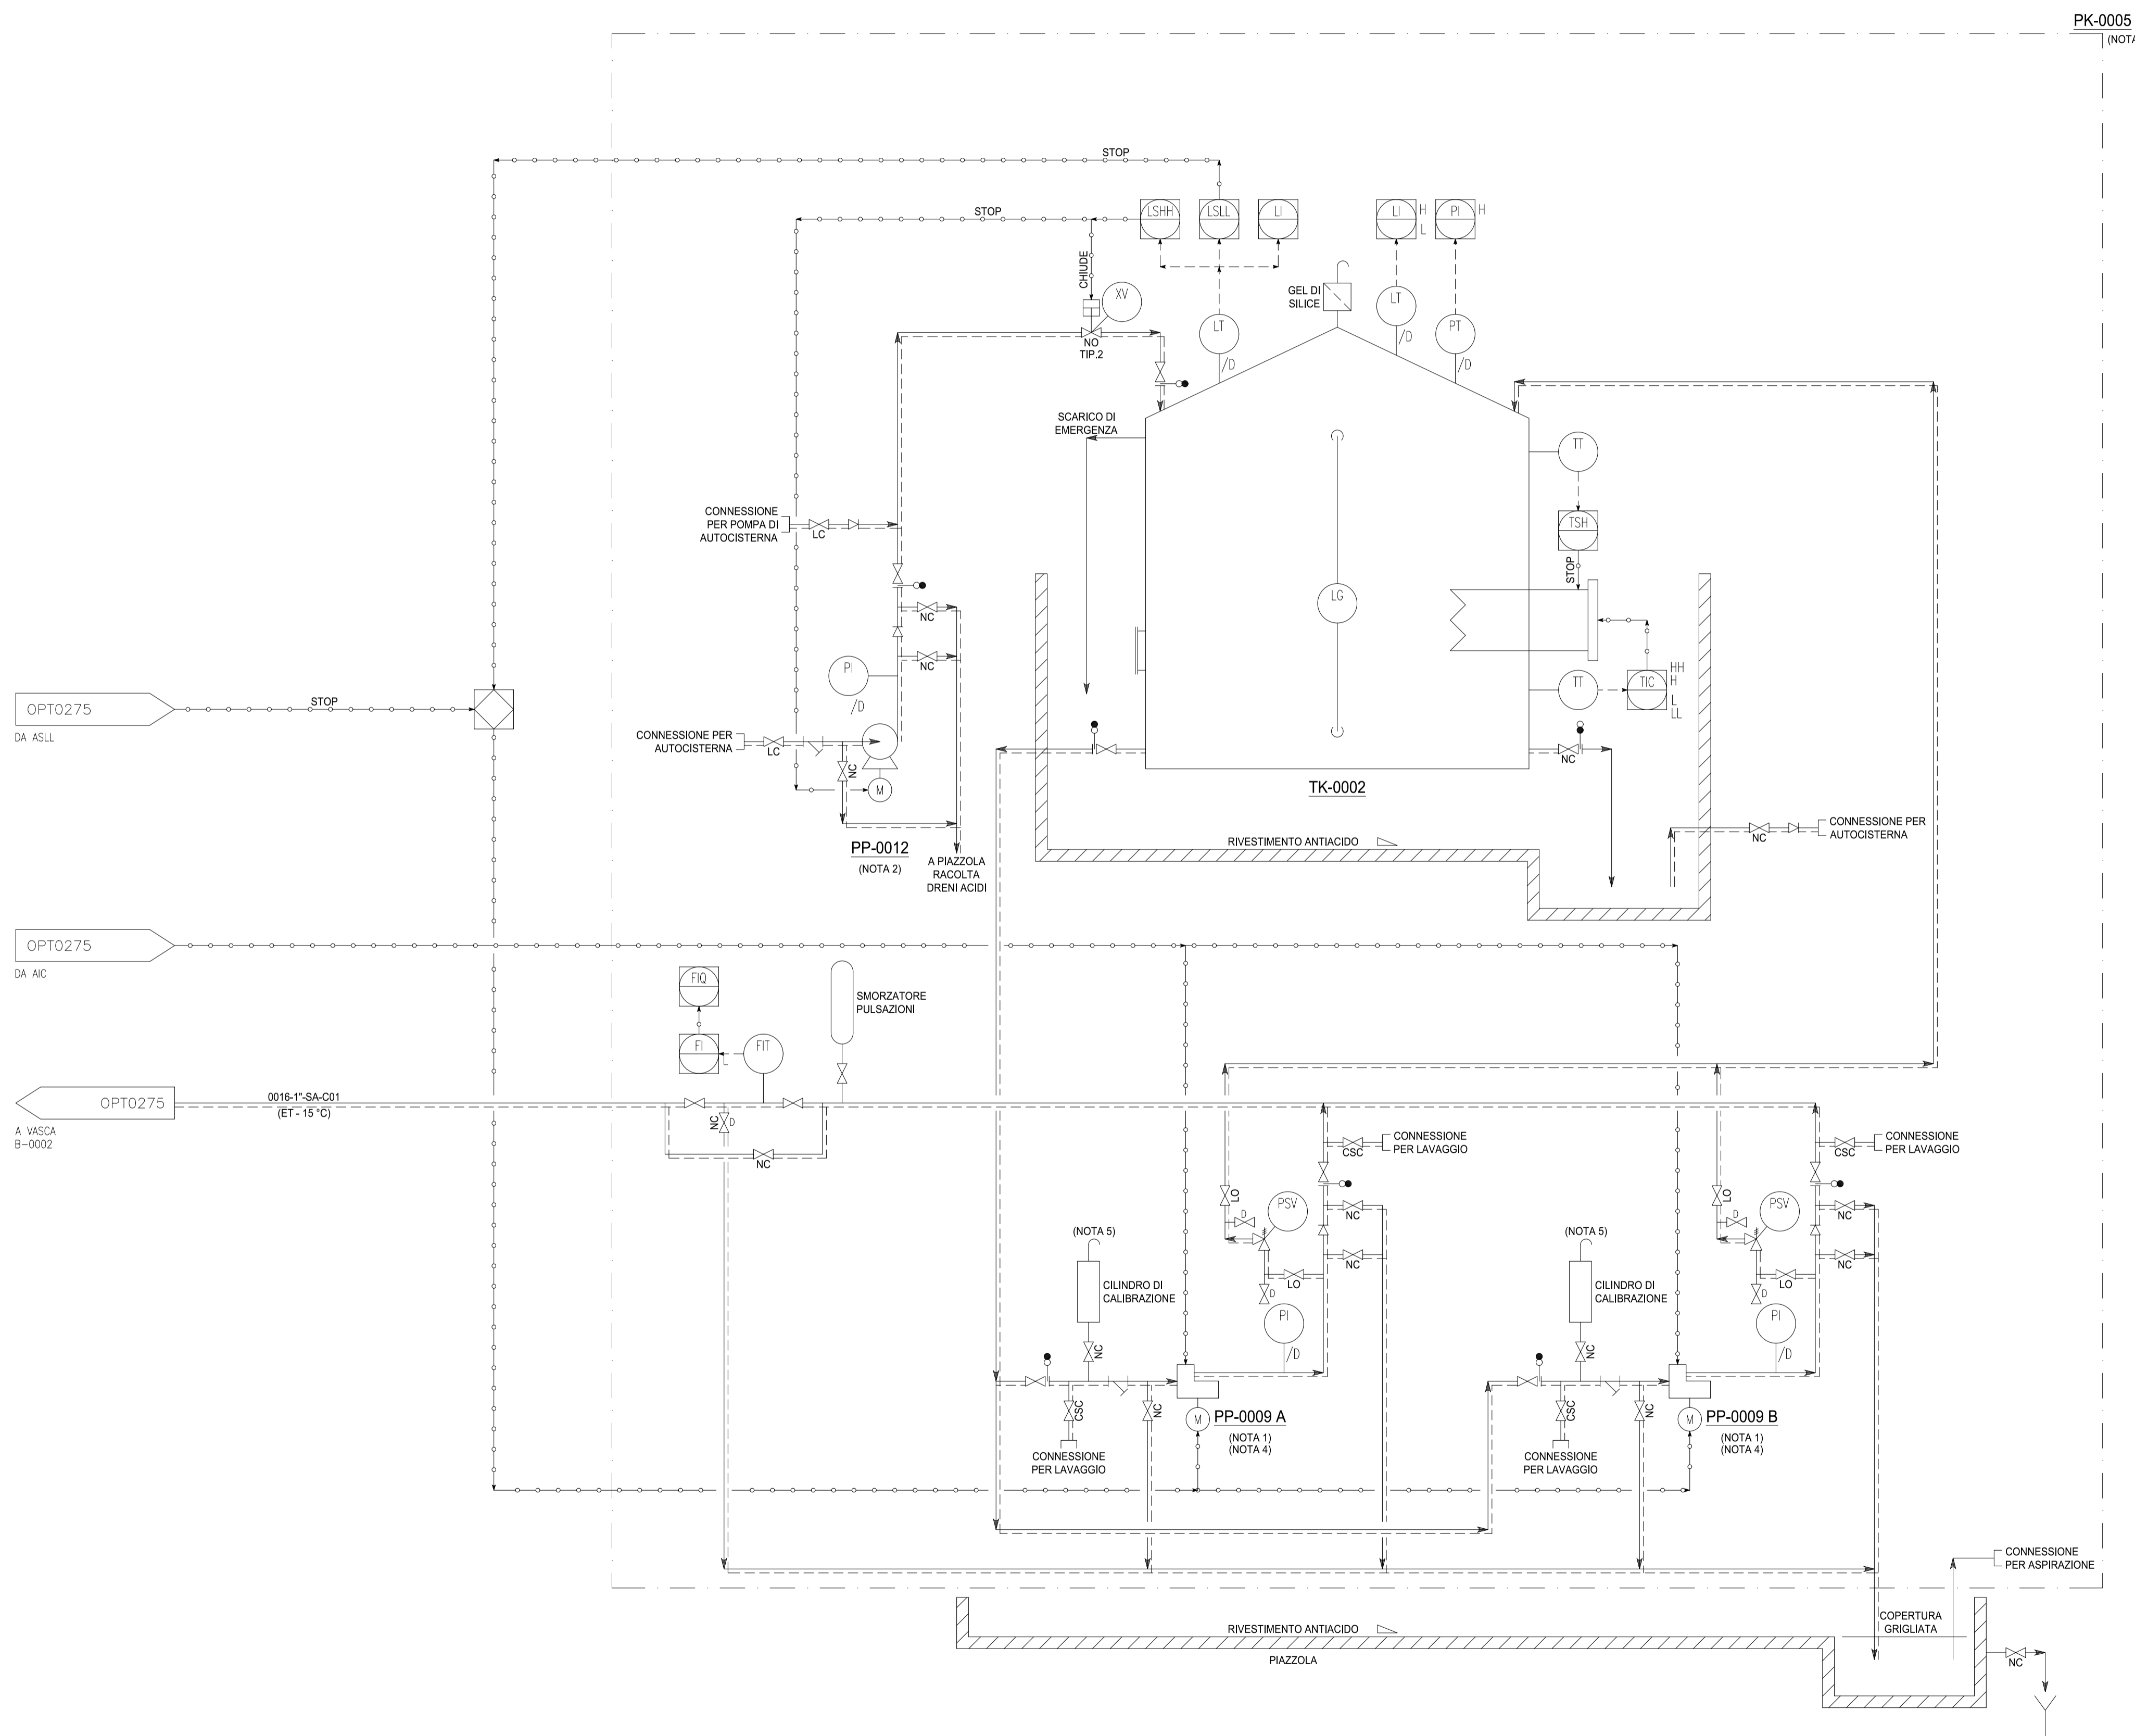 PK-0005
(NOTA
STOP
STOP
LSHH
LSLL
LI
LI
H
L
PI
H
CHIUDE
XV
NO
TIP.2
GEL DI
SILICE
LT
/D
LT
/D
PT
/D
SCARICO DI
EMERGENZA
TT
CONNESSIONE
PER POMPA DI
AUTOCISTERNA
LC
TSH
STOP
LG
NC
NC
PI
/D
TT
TIC
HH
H
L
LL
OPT0275
DA ASLL
STOP
CONNESSIONE PER
AUTOCISTERNA
LC
NC
M
NC
TK-0002
PP-0012
(NOTA 2)
A PIAZZOLA
RACOLTA
DRENI ACIDI
RIVESTIMENTO ANTIACIDO
NC
CONNESSIONE PER
AUTOCISTERNA
OPT0275
DA AIC
FIQ
SMORZATORE
PULSAZIONI
FI
L
FIT
OPT0275
A VASCA
B-0002
0016-1"-SA-C01
(ET - 15 °C)
NC
D
NC
CSC
CONNESSIONE
PER LAVAGGIO
CSC
CONNESSIONE
PER LAVAGGIO
LO
D
PSV
NC
NC
LO
D
LO
D
PSV
NC
NC
LO
D
(NOTA 5)
CILINDRO DI
CALIBRAZIONE
NC
PI
/D
(NOTA 5)
CILINDRO DI
CALIBRAZIONE
NC
PI
/D
CSC
CONNESSIONE
PER LAVAGGIO
NC
M
PP-0009 A
(NOTA 1)
(NOTA 4)
CSC
CONNESSIONE
PER LAVAGGIO
NC
M
PP-0009 B
(NOTA 1)
(NOTA 4)
CONNESSIONE
PER ASPIRAZIONE
RIVESTIMENTO ANTIACIDO
PIAZZOLA
COPERTURA
GRIGLIATA
NC